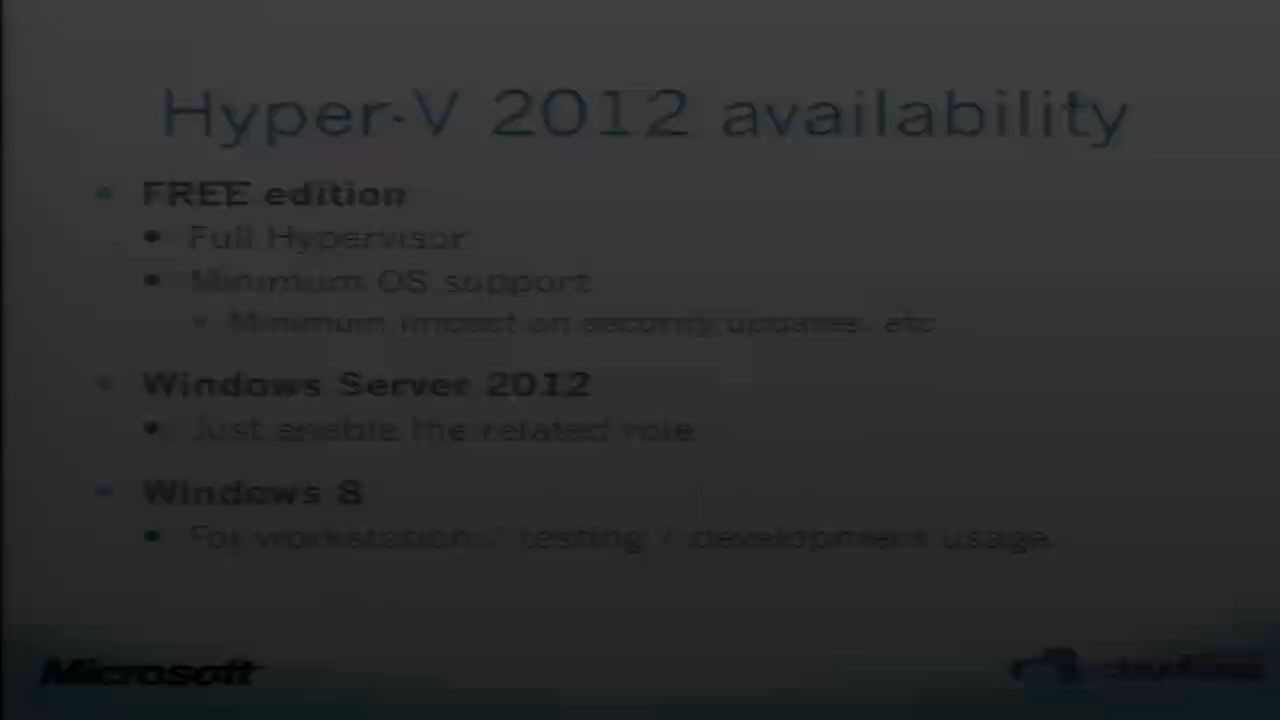 Hyper-V 2012 availability
FREE edition
Full Hypervisor
Minimum OS support
Minimum impact on security updates, etc
Windows Server 2012
Just enable the related role
Windows 8
For workstation / testing / development usage
Microsoft